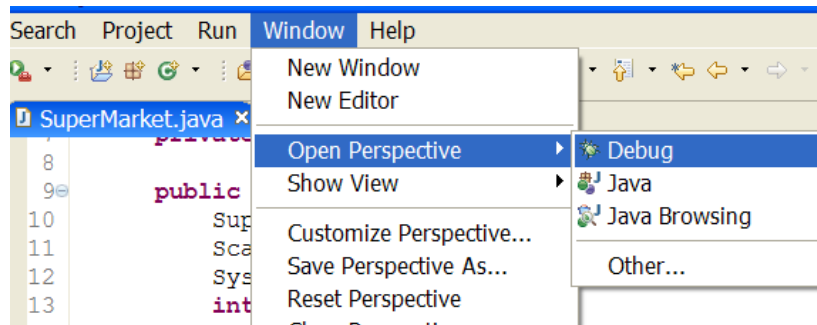 Search Project Run Window Help
New Window
New Editor
SuperMarket.java
Open Perspective
Debug
Show View
Java
Java Browsing
Customize Perspective...
Save Perspective As...
Other...
Reset Perspective
8
9 public
10 Sup
11 Sca
12 Sys
13 int